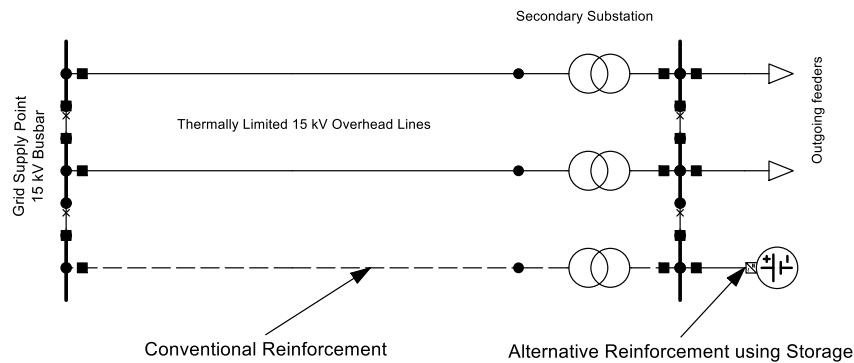 Secondary Substation
Grid Supply Point
15 kV Busbar
Thermally Limited 15 kV Overhead Lines
Outgoing feeders
Conventional Reinforcement
Alternative Reinforcement using Storage